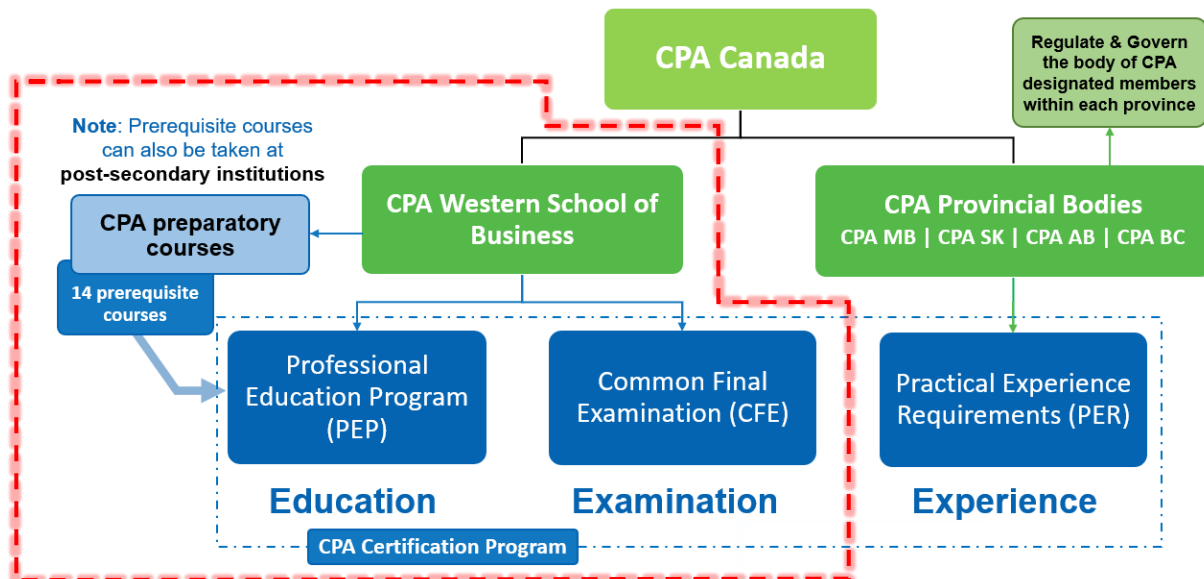 CPA Canada
Regulate & Govern
the body of CPA
designated members
within each province
Note: Prerequisite courses
can also be taken at
post-secondary institutions
CPA preparatory
courses
14 prerequisite
courses
CPA Western School of
Business
CPA Provincial Bodies
CPA MB | CPA SK | CPA AB | CPA BC
Professional
Education Program
(PEP)
Common Final
Examination (CFE)
Practical Experience
Requirements (PER)
Education
Examination
Experience
CPA Certification Program